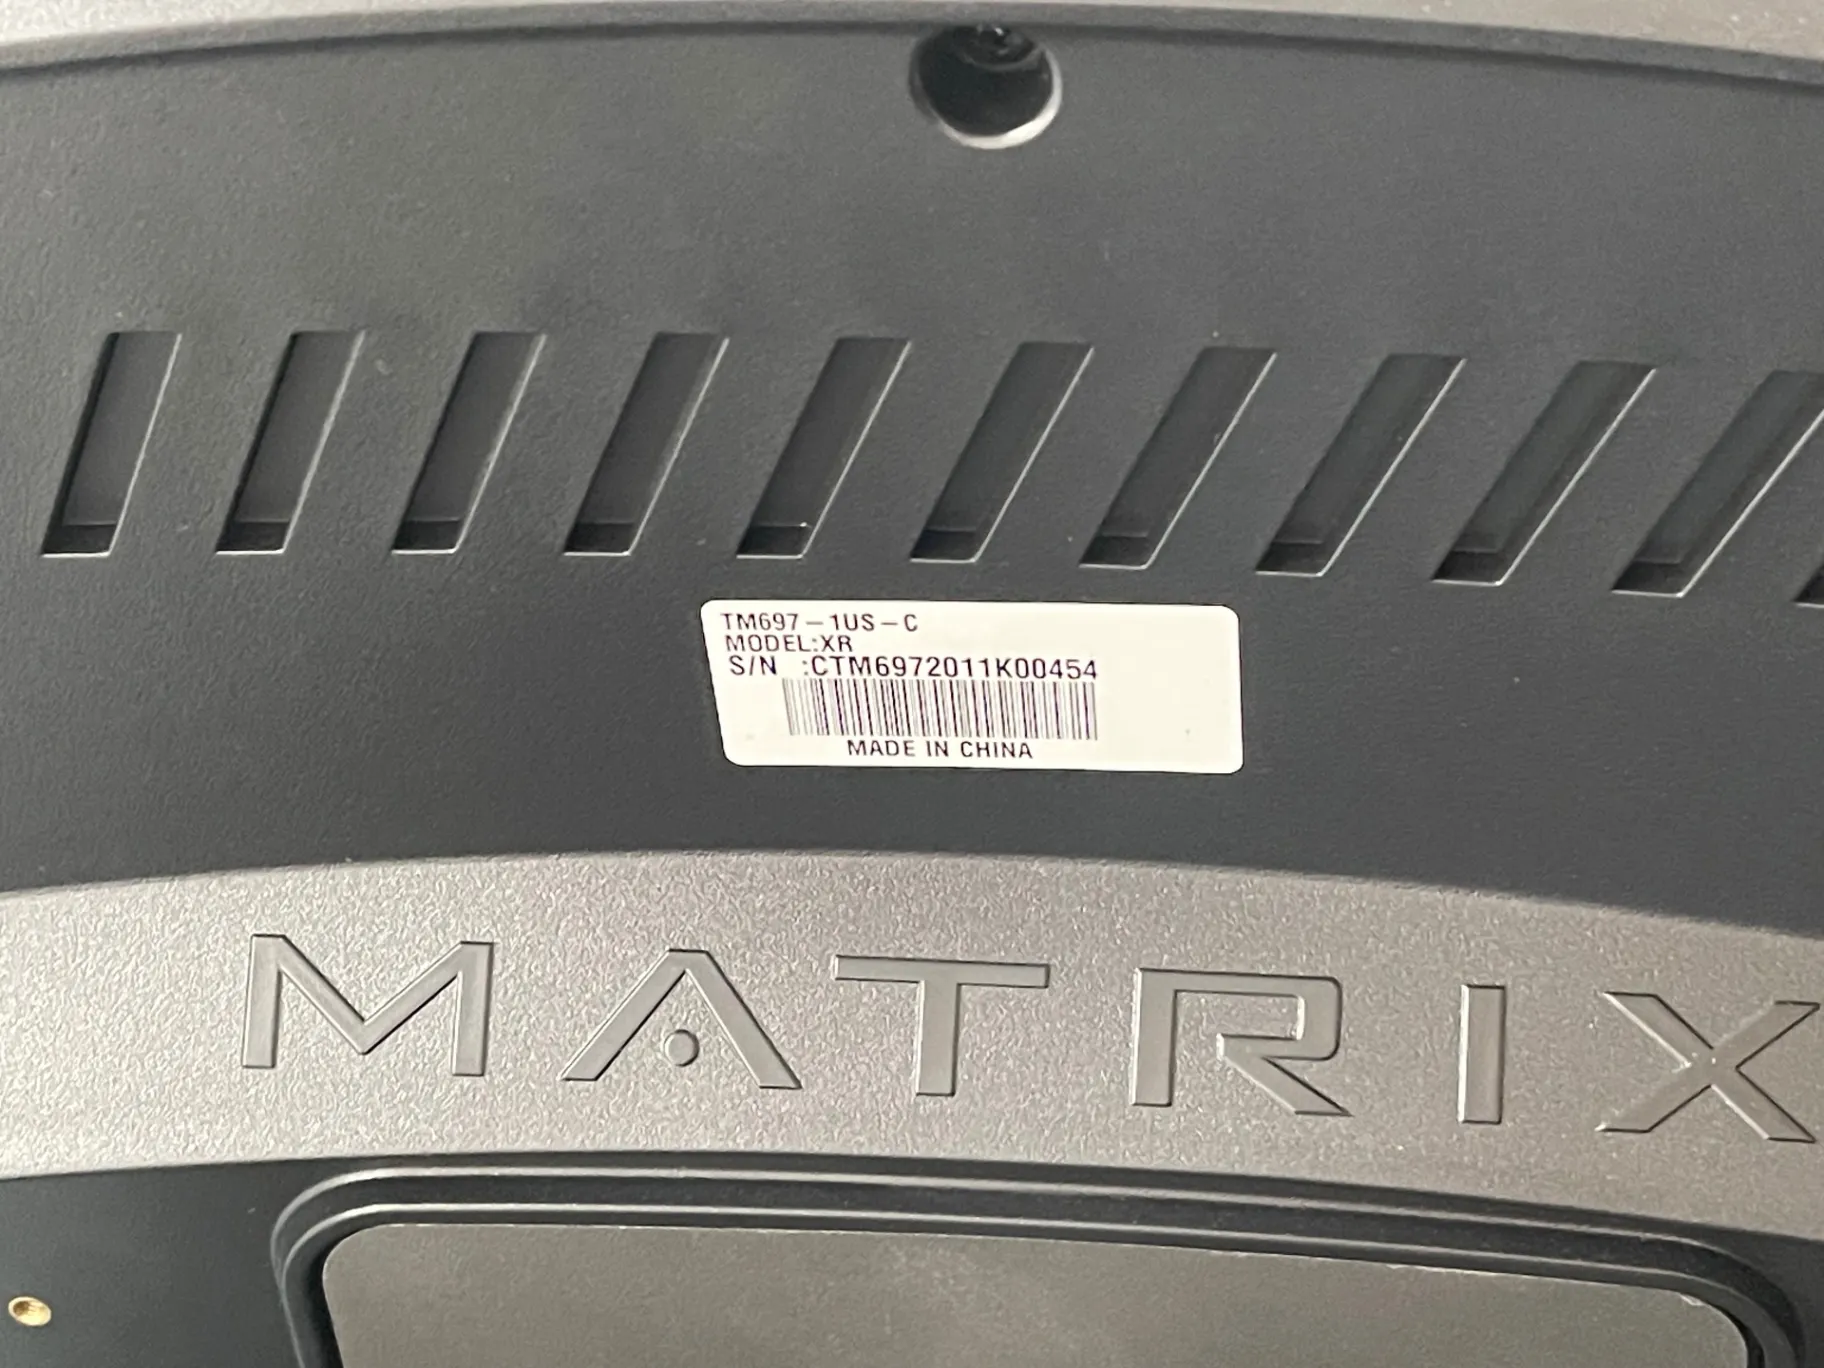 TM697-1US-C
MODEL:XR
S/N :CTM6972011K00454
MADE IN CHINA
MATRIX